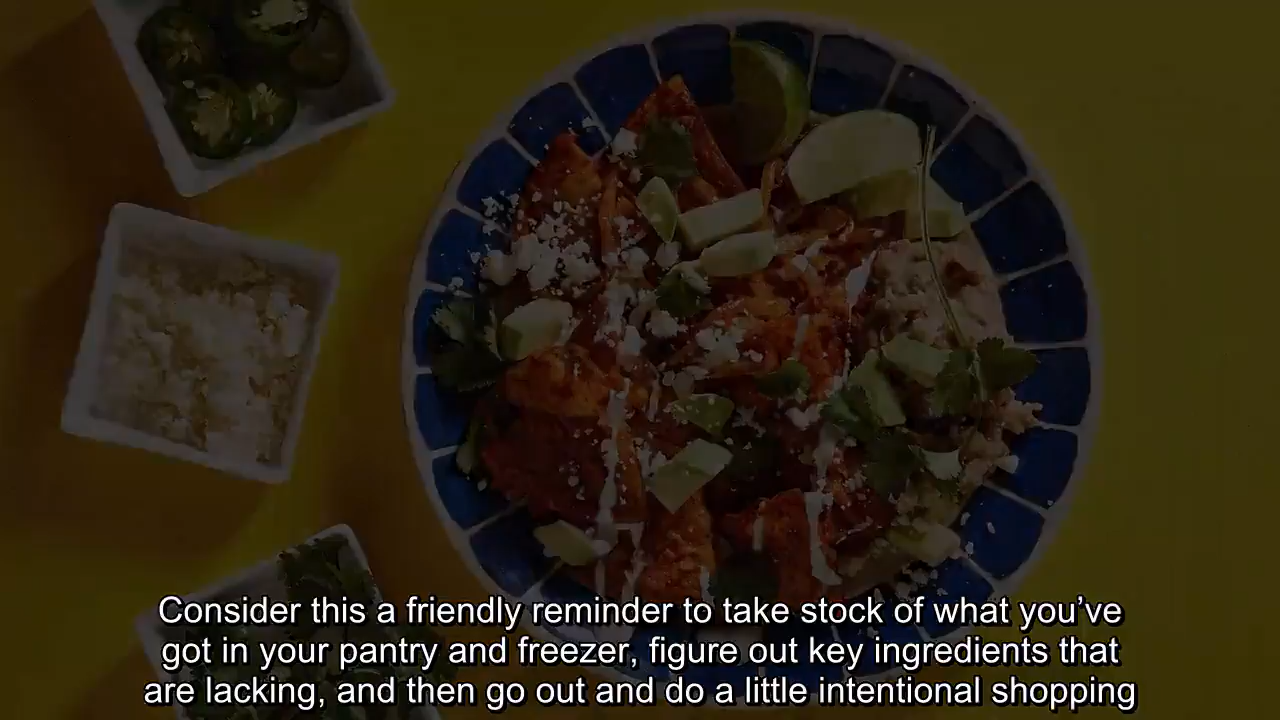 Consider this a friendly reminder to take stock of what you’ve
got in your pantry and freezer, figure out key ingredients that
are lacking, and then go out and do a little intentional shopping